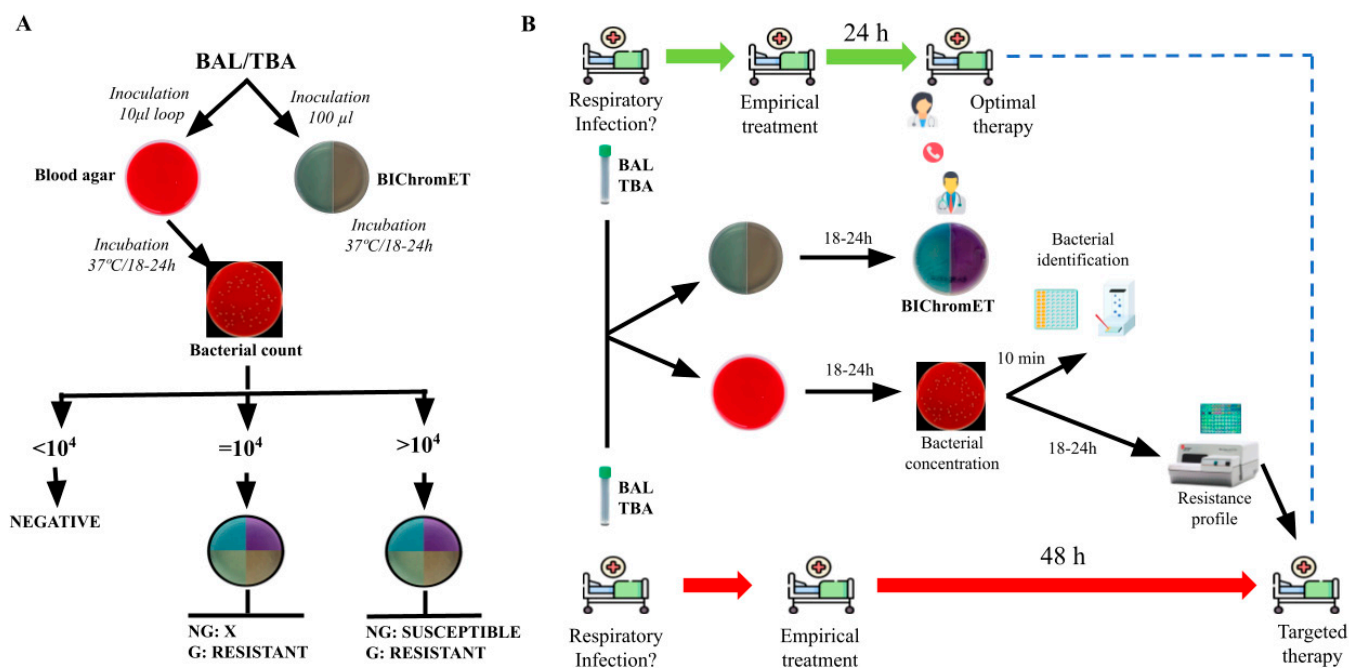 A
BAL/TBA
Inoculation
10µl loop
Inoculation
100 µl
Blood agar
BIChromET
Incubation
37ºC/18-24h
Incubation
37ºC/18-24h
Bacterial count
<10⁴
=10⁴
>10⁴
NEGATIVE
NG: X
G: RESISTANT
NG: SUSCEPTIBLE
G: RESISTANT
B
24 h
Respiratory
Infection?
Empirical
treatment
Optimal
therapy
BAL
TBA
18-24h
BIChromET
Bacterial
identification
10 min
18-24h
Bacterial
concentration
18-24h
Resistance
profile
BAL
TBA
48 h
Respiratory
Infection?
Empirical
treatment
Targeted
therapy